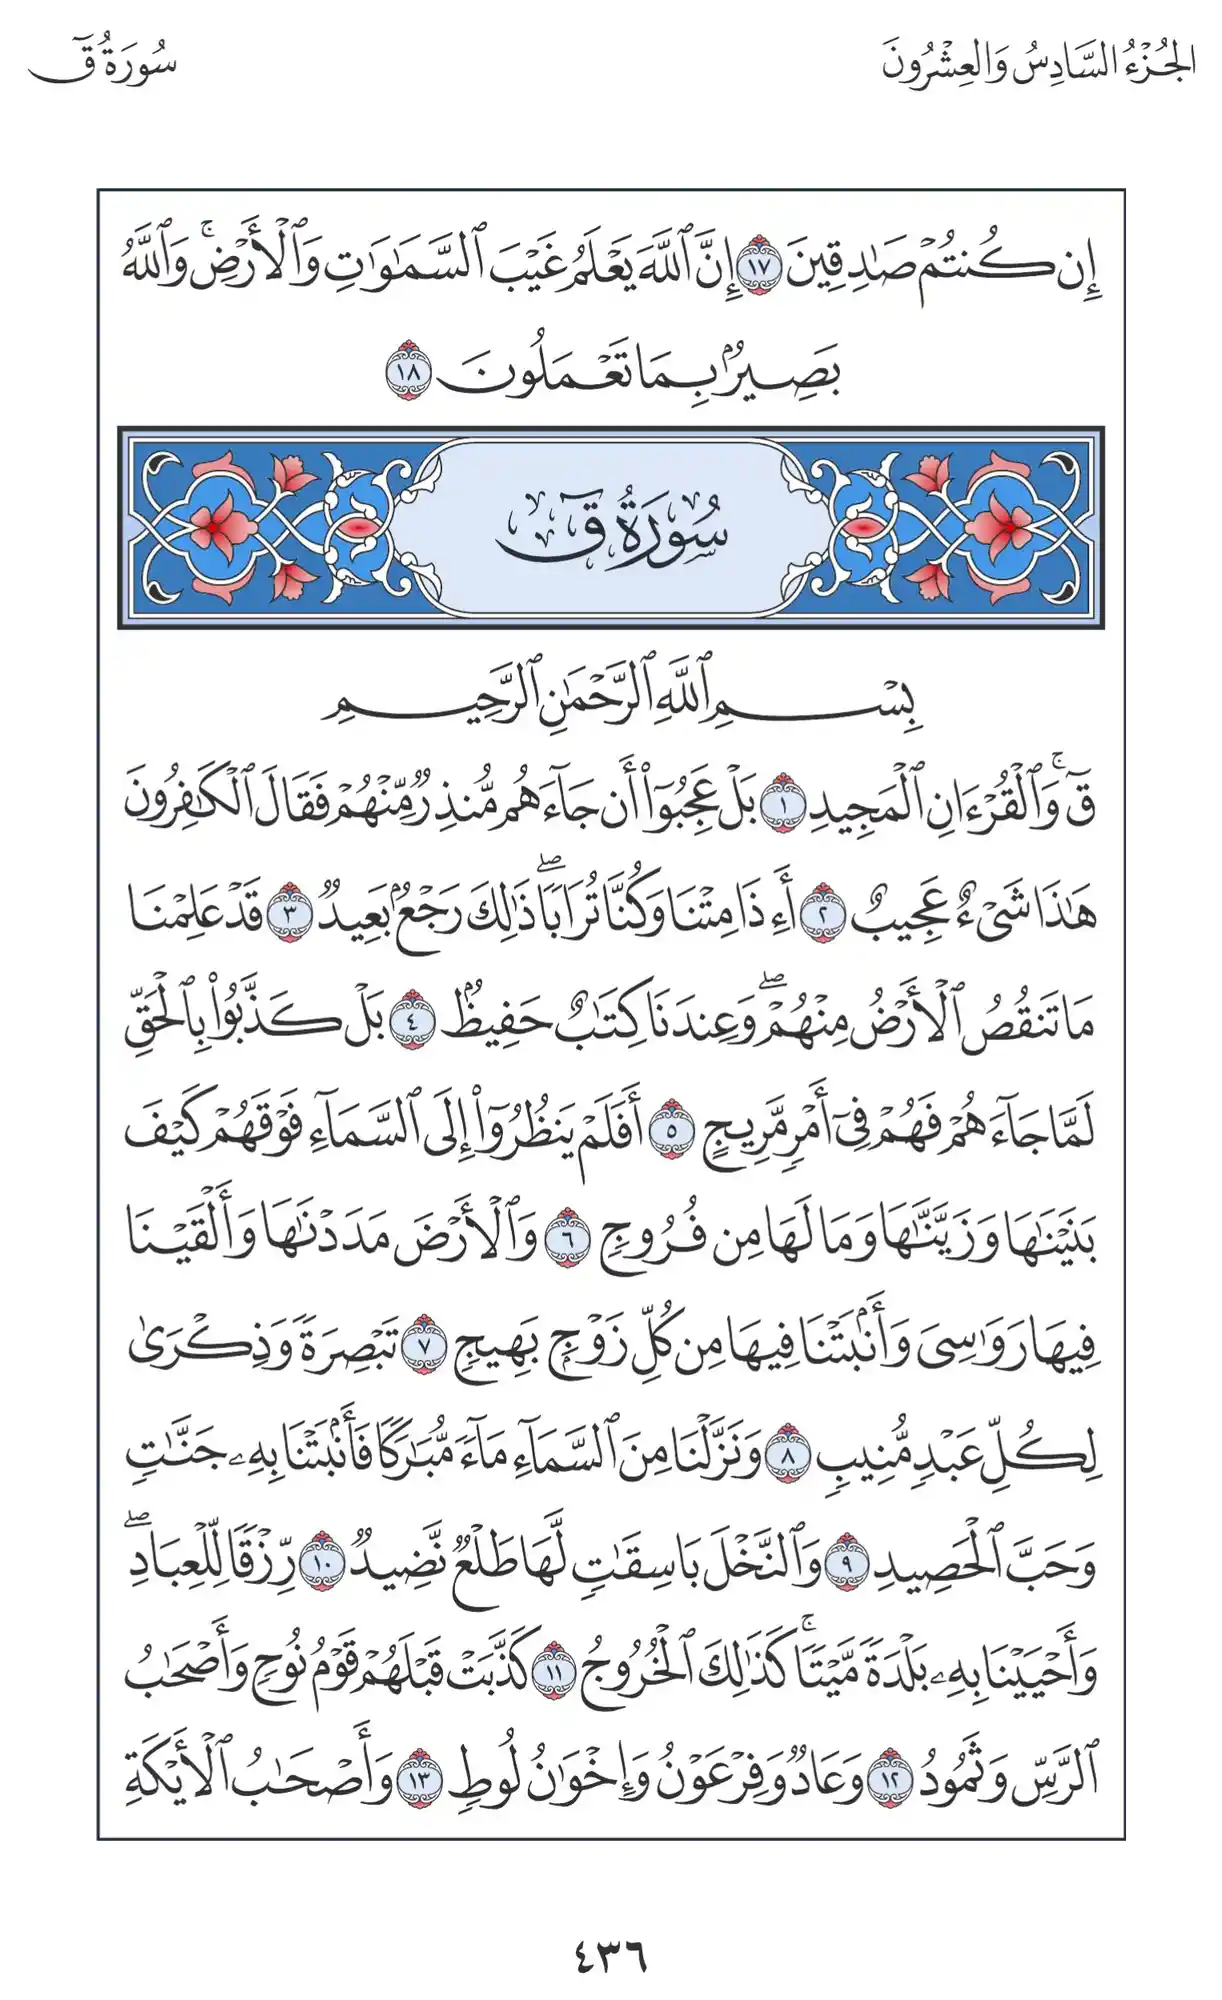 الجُزْءُ السَّادِسُ وَالعِشْرُونَ
سُورَةُ قٓ
إِن كُنتُمْ صَٰدِقِينَ ١٧ إِنَّ ٱللَّهَ يَعْلَمُ غَيْبَ ٱلسَّمَٰوَٰتِ وَٱلْأَرْضِۚ وَٱللَّهُ
بَصِيرُۢ بِمَا تَعْمَلُونَ ١٨
سُورَةُ قٓ
بِسْمِ ٱللَّهِ ٱلرَّحْمَٰنِ ٱلرَّحِيمِ
قٓۚ وَٱلْقُرْءَانِ ٱلْمَجِيدِ ١ بَلْ عَجِبُوٓا۟ أَن جَآءَهُم مُّنذِرٌ مِّنْهُمْ فَقَالَ ٱلْكَٰفِرُونَ
هَٰذَا شَىْءٌ عَجِيبٌ ٢ أَءِذَا مِتْنَا وَكُنَّا تُرَابًاۖ ذَٰلِكَ رَجْعُۢ بَعِيدٌ ٣ قَدْ عَلِمْنَا
مَا تَنقُصُ ٱلْأَرْضُ مِنْهُمْۖ وَعِندَنَا كِتَٰبٌ حَفِيظُۢ ٤ بَلْ كَذَّبُوا۟ بِٱلْحَقِّ
لَمَّا جَآءَهُمْ فَهُمْ فِىٓ أَمْرٍ مَّرِيجٍ ٥ أَفَلَمْ يَنظُرُوٓا۟ إِلَى ٱلسَّمَآءِ فَوْقَهُمْ كَيْفَ
بَنَيْنَٰهَا وَزَيَّنَّٰهَا وَمَا لَهَا مِن فُرُوجٍ ٦ وَٱلْأَرْضَ مَدَدْنَٰهَا وَأَلْقَيْنَا
فِيهَا رَوَٰسِىَ وَأَنۢبَتْنَا فِيهَا مِن كُلِّ زَوْجِۭ بَهِيجٍ ٧ تَبْصِرَةً وَذِكْرَىٰ
لِكُلِّ عَبْدٍ مُّنِيبٍ ٨ وَنَزَّلْنَا مِنَ ٱلسَّمَآءِ مَآءً مُّبَٰرَكًا فَأَنۢبَتْنَا بِهِۦ جَنَّٰتٍ
وَحَبَّ ٱلْحَصِيدِ ٩ وَٱلنَّخْلَ بَاسِقَٰتٍ لَّهَا طَلْعٌ نَّضِيدٌ ١٠ رِّزْقًا لِّلْعِبَادِۖ
وَأَحْيَيْنَا بِهِۦ بَلْدَةً مَّيْتًاۚ كَذَٰلِكَ ٱلْخُرُوجُ ١١ كَذَّبَتْ قَبْلَهُمْ قَوْمُ نُوحٍ وَأَصْحَٰبُ
ٱلرَّسِّ وَثَمُودُ ١٢ وَعَادٌ وَفِرْعَوْنُ وَإِخْوَٰنُ لُوطٍ ١٣ وَأَصْحَٰبُ ٱلْأَيْكَةِ
٤٣٦